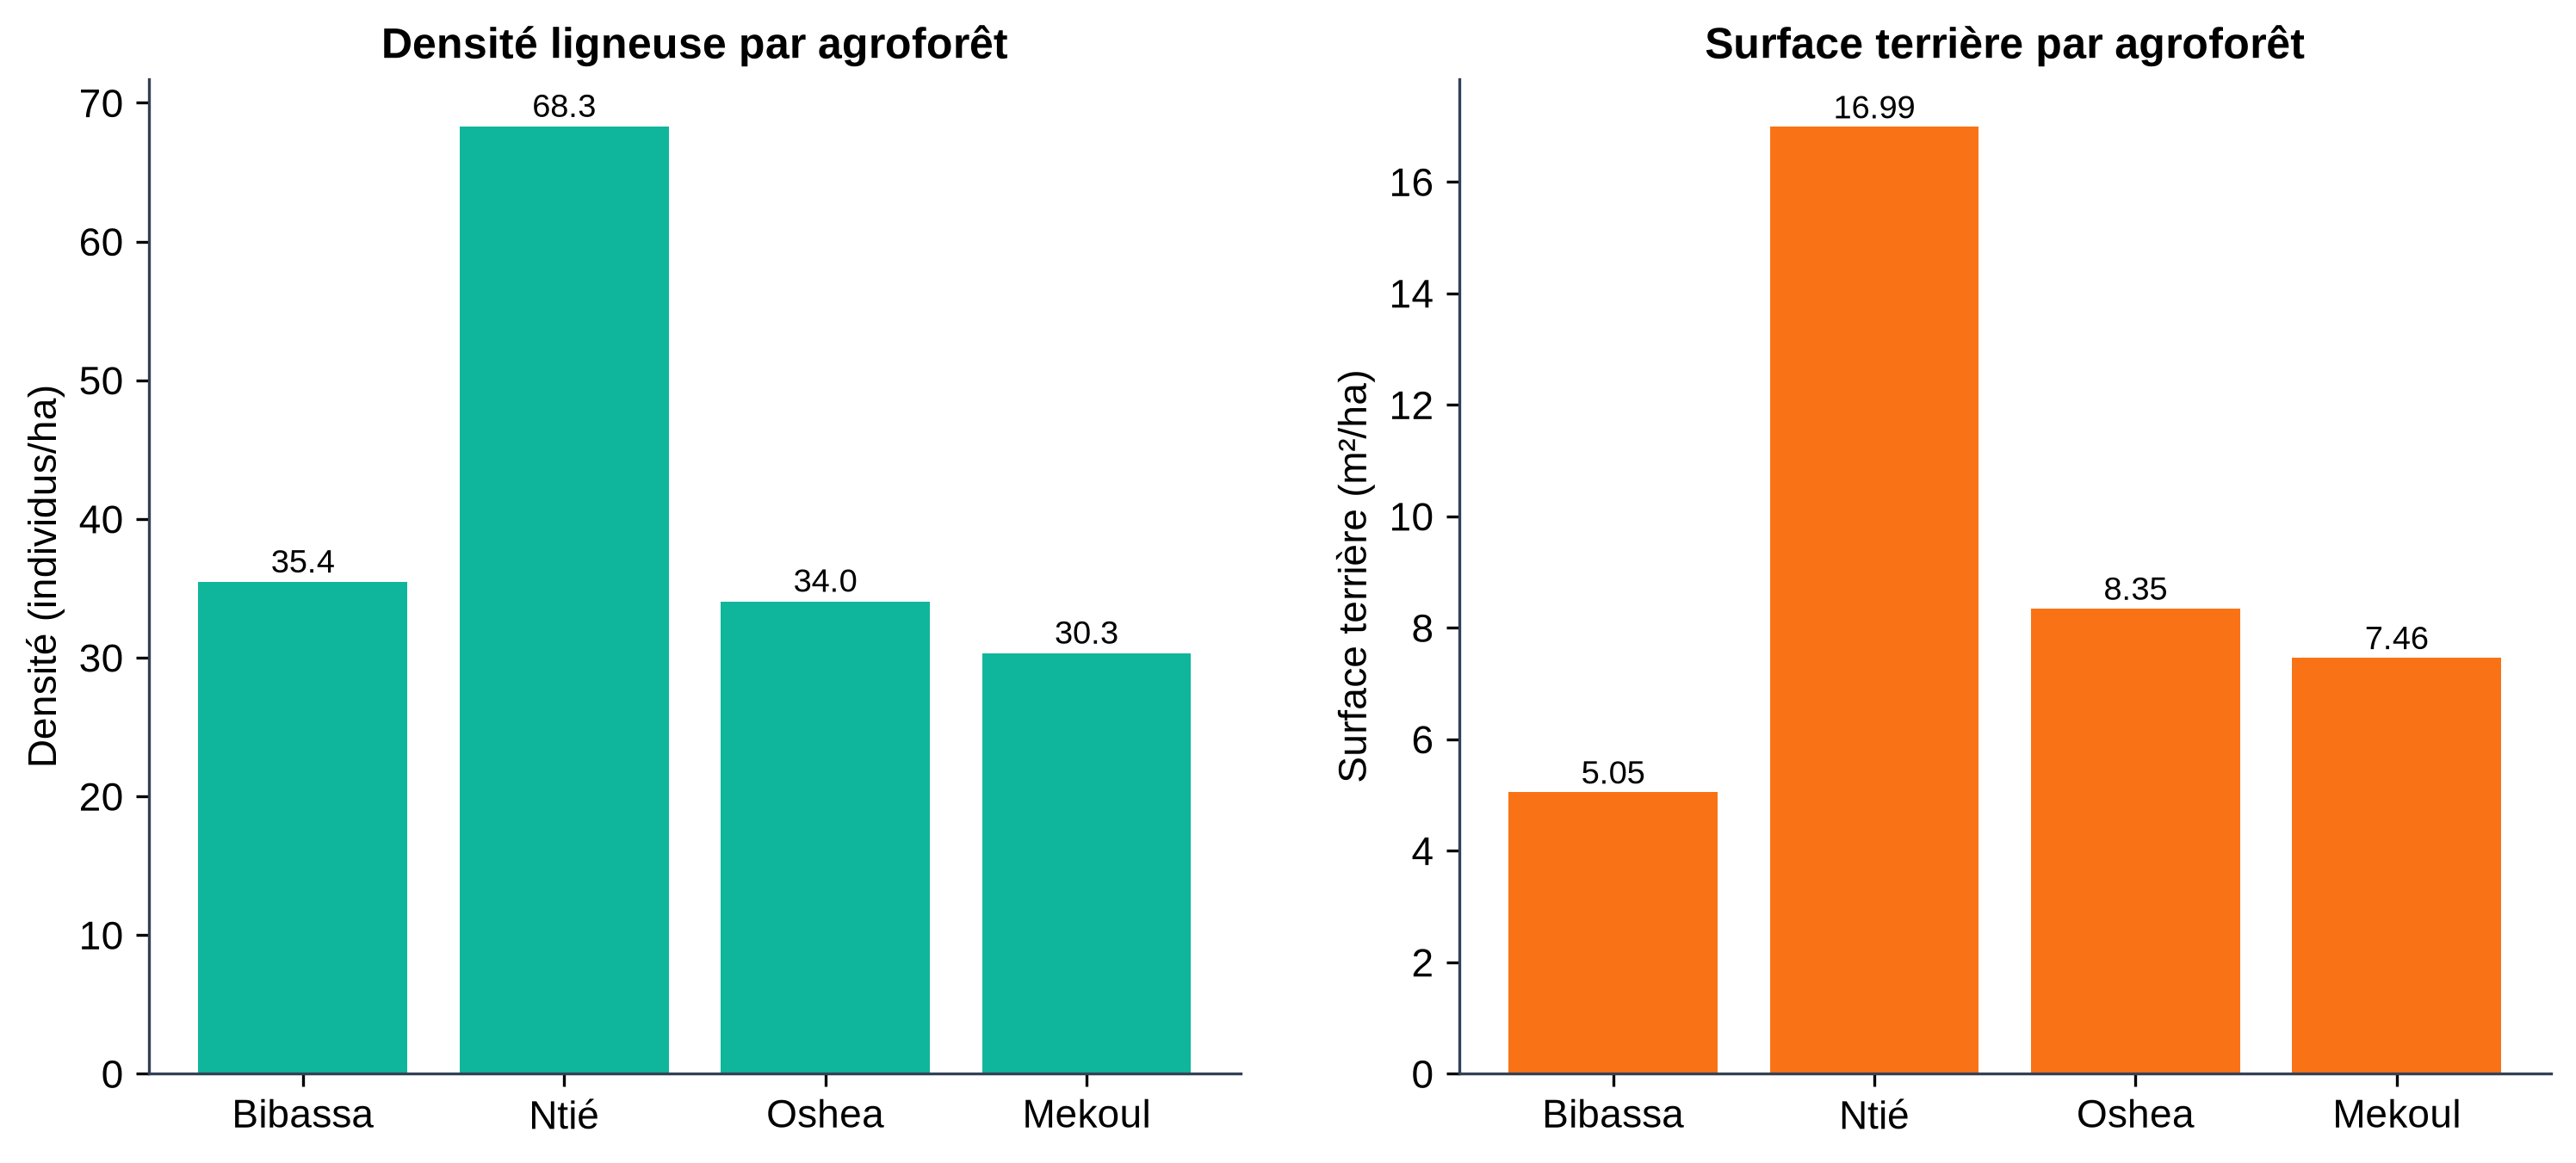 Densité ligneuse par agroforêt
Densité (individus/ha)
70
60
50
40
30
20
10
0
35.4
68.3
34.0
30.3
Bibassa
Ntié
Oshea
Mekoul
Surface terrière par agroforêt
Surface terrière (m²/ha)
16
14
12
10
8
6
4
2
0
5.05
16.99
8.35
7.46
Bibassa
Ntié
Oshea
Mekoul